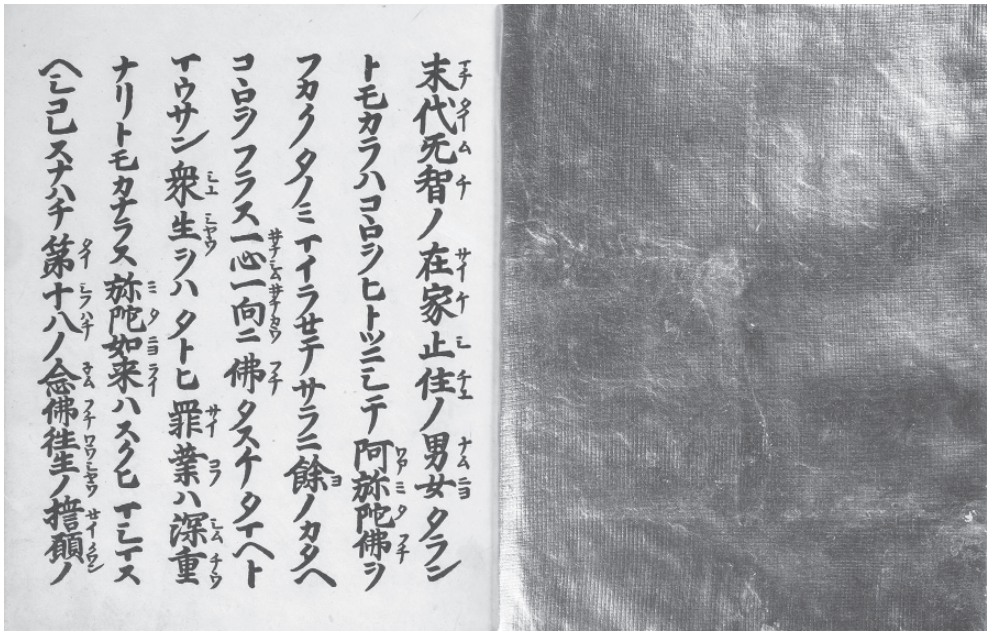 末代无智ノ在家止住ノ男女タラン
トモカラハコヽロヲヒトツニシテ阿弥陀佛ヲ
フカクタノミマイラセテサラニ餘ノカタヘ
コヽロヲフラス一心一向ニ佛タスケタマヘト
マウサン衆生ヲハタトヒ罪業ハ深重
ナリトモカナラス弥陀如来ハスクヒマシマス
ヘシコレスナハチ第十八ノ念佛往生ノ誓願ノ